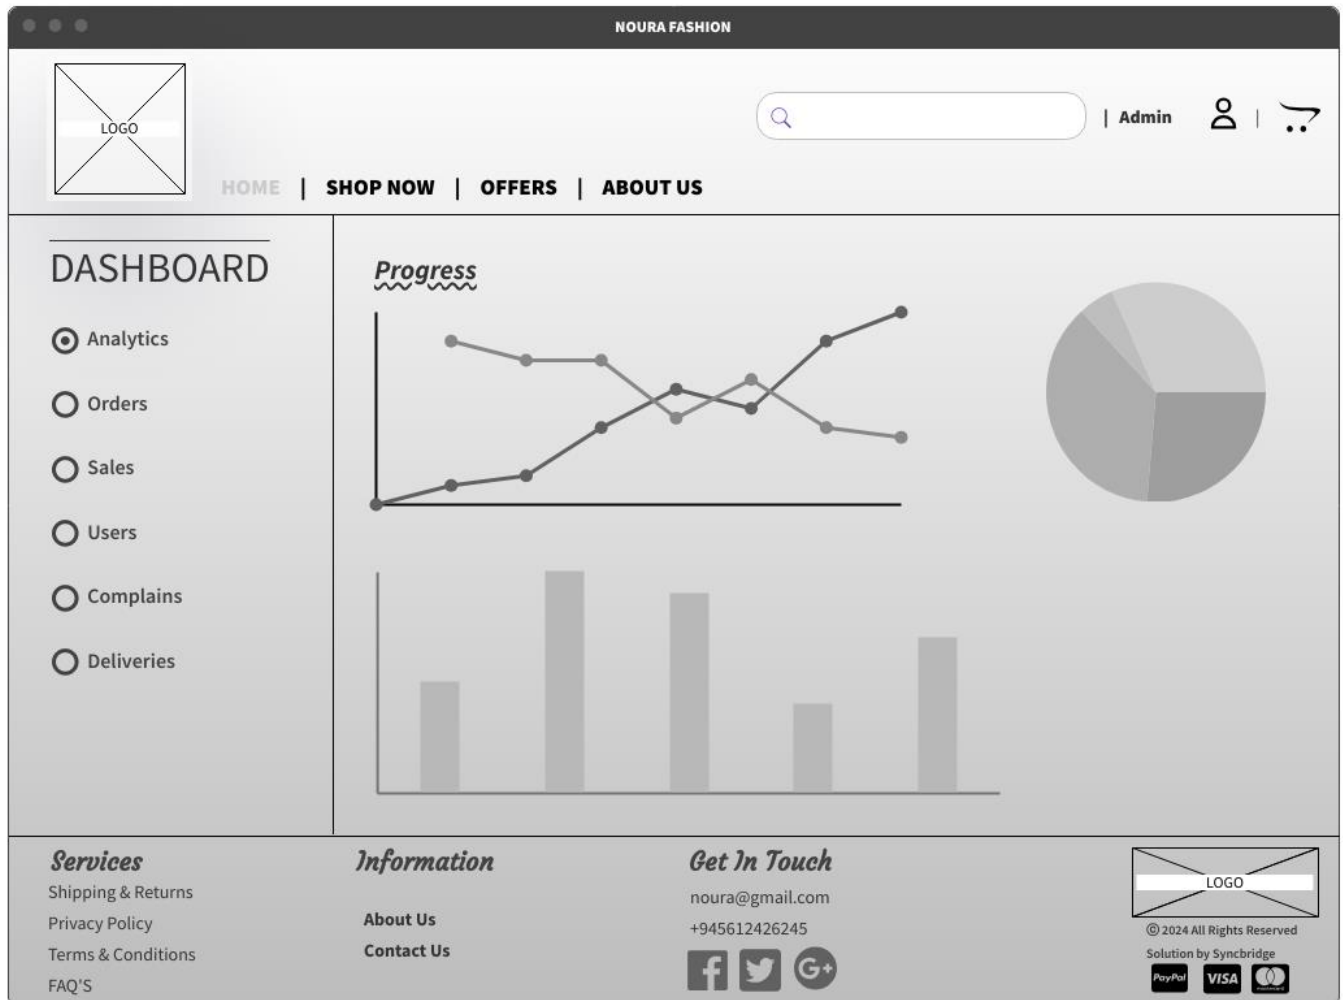 NOURA FASHION
LOGO
| Admin |
HOME | SHOP NOW | OFFERS | ABOUT US
DASHBOARD
Analytics
Orders
Sales
Users
Complains
Deliveries
Progress
Services
Shipping & Returns
Privacy Policy
Terms & Conditions
FAQ'S
Information
About Us
Contact Us
Get In Touch
noura@gmail.com
+945612426245
f G+
LOGO
© 2024 All Rights Reserved
Solution by Syncbridge
PayPal VISA mastercard